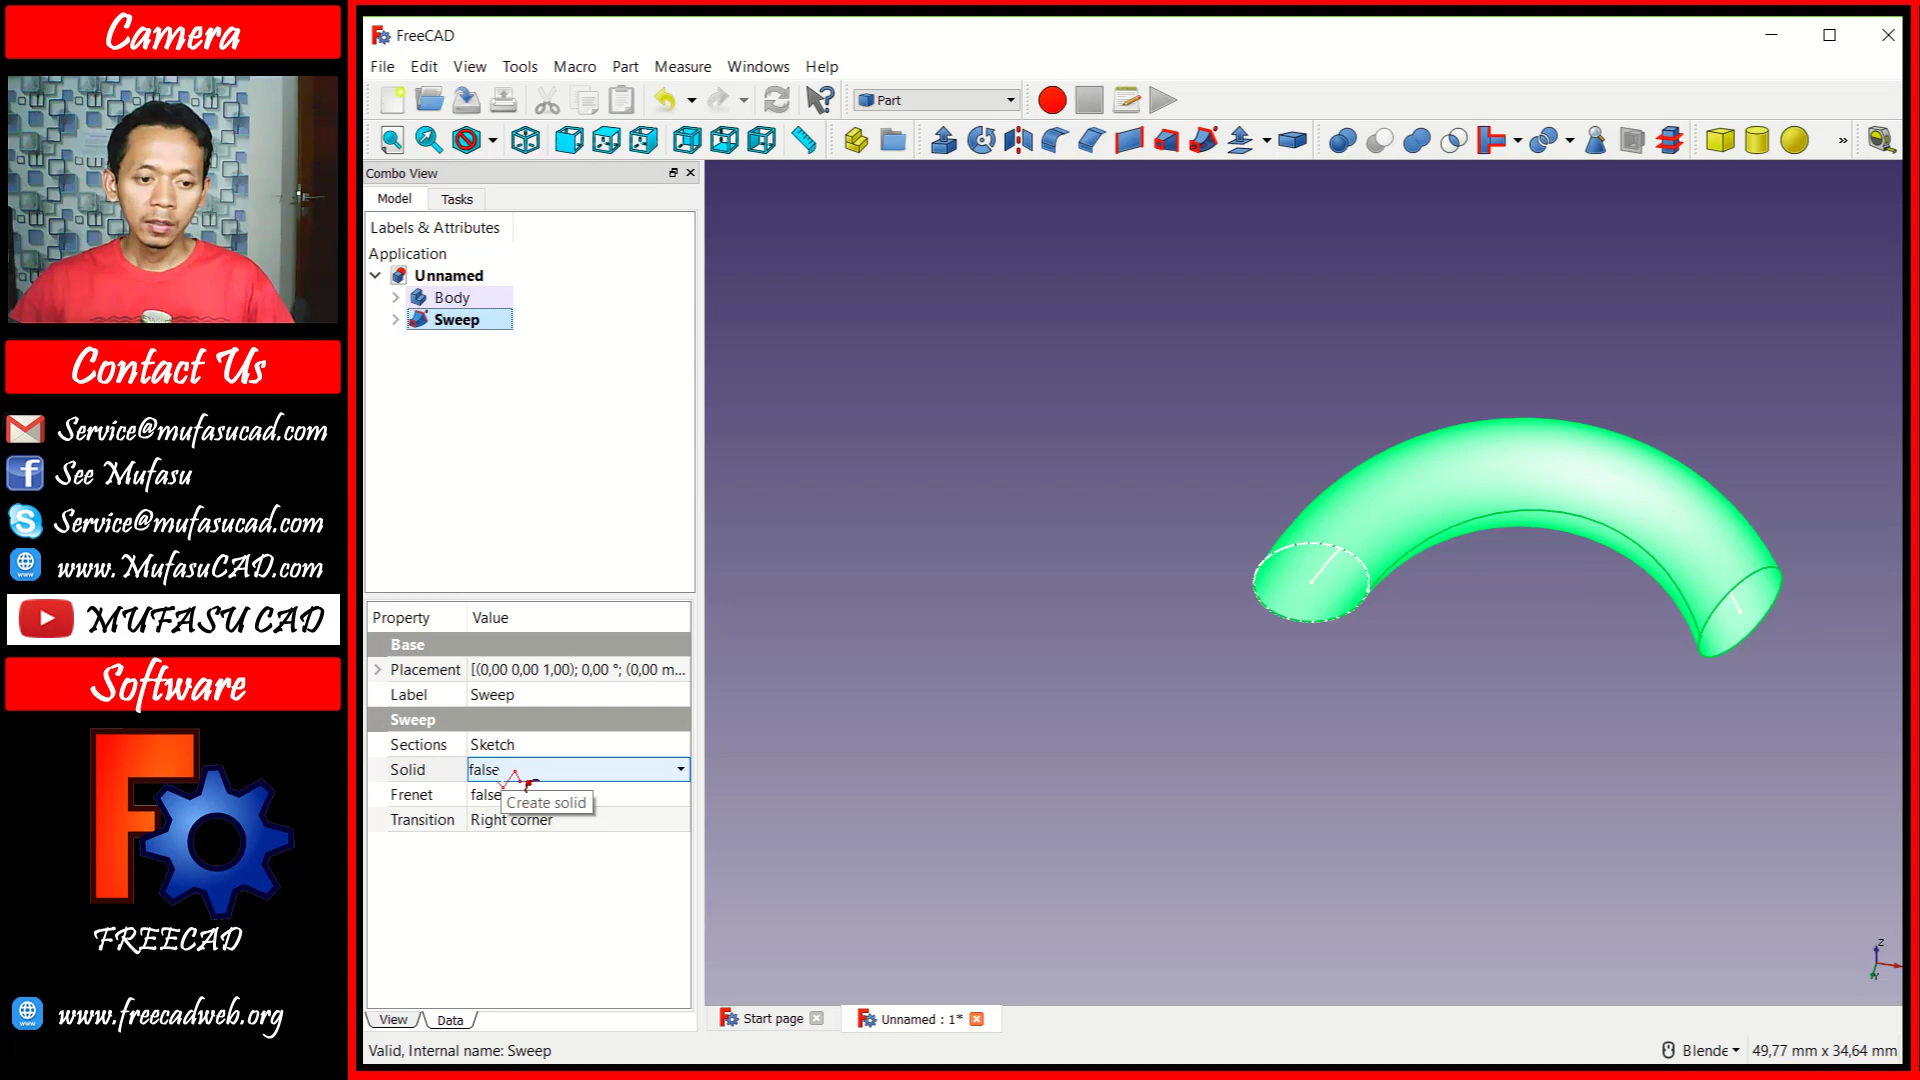 Camera
Contact Us
Service@mufasucad.com
See Mufasu
Service@mufasucad.com
www.MufasuCAD.com
MUFASU CAD
Software
FREECAD
www.freecadweb.org
FreeCAD
File Edit View Tools Macro Part Measure Windows Help
Part
Combo View
Model Tasks
Labels & Attributes
Application
Unnamed
Body
Sweep
Property Value
Base
Placement [(0,00 0,00 1,00); 0,00 °; (0,00 m...
Label Sweep
Sweep
Sections Sketch
Solid false
Frenet false
Create solid
Transition Right corner
View Data
Start page Unnamed : 1*
Valid, Internal name: Sweep
Blende 49,77 mm x 34,64 mm
Z
Y